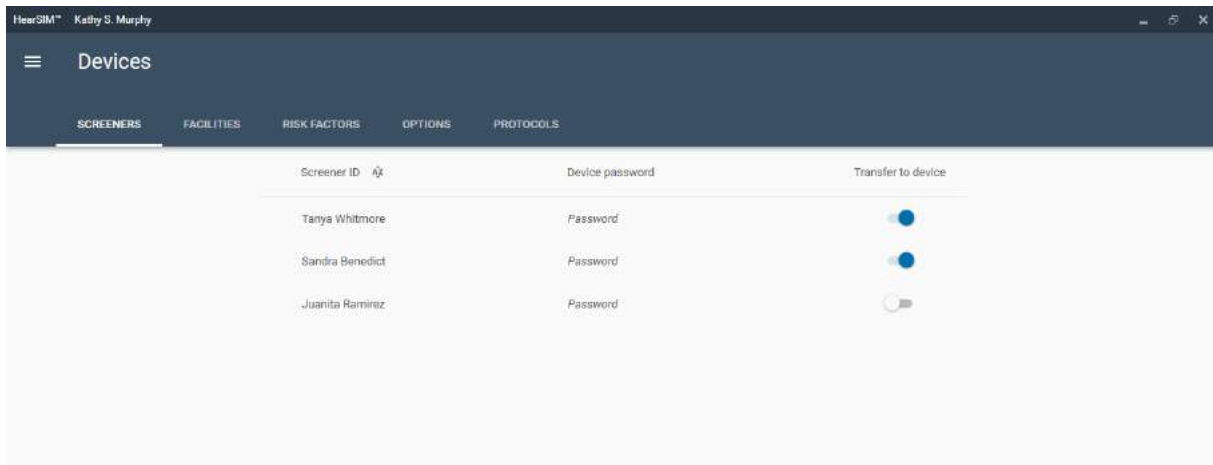 HearSIM™ Kathy S. Murphy
Devices
SCREENERS FACILITIES RISK FACTORS OPTIONS PROTOCOLS
Screener ID Device password Transfer to device
Tanya Whitmore Password
Sandra Benedict Password
Juanita Ramirez Password